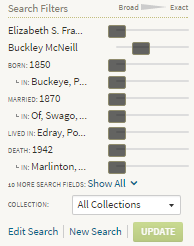 Search Filters Broad Exact
Elizabeth S. Fra...
Buckley McNeill
BORN: 1850
IN: Buckeye, P...
MARRIED: 1870
IN: Of, Swago, ...
LIVED IN: Edray, Po...
DEATH: 1942
IN: Marlinton, ...
10 MORE SEARCH FIELDS: Show All
COLLECTION: All Collections
Edit Search | New Search UPDATE